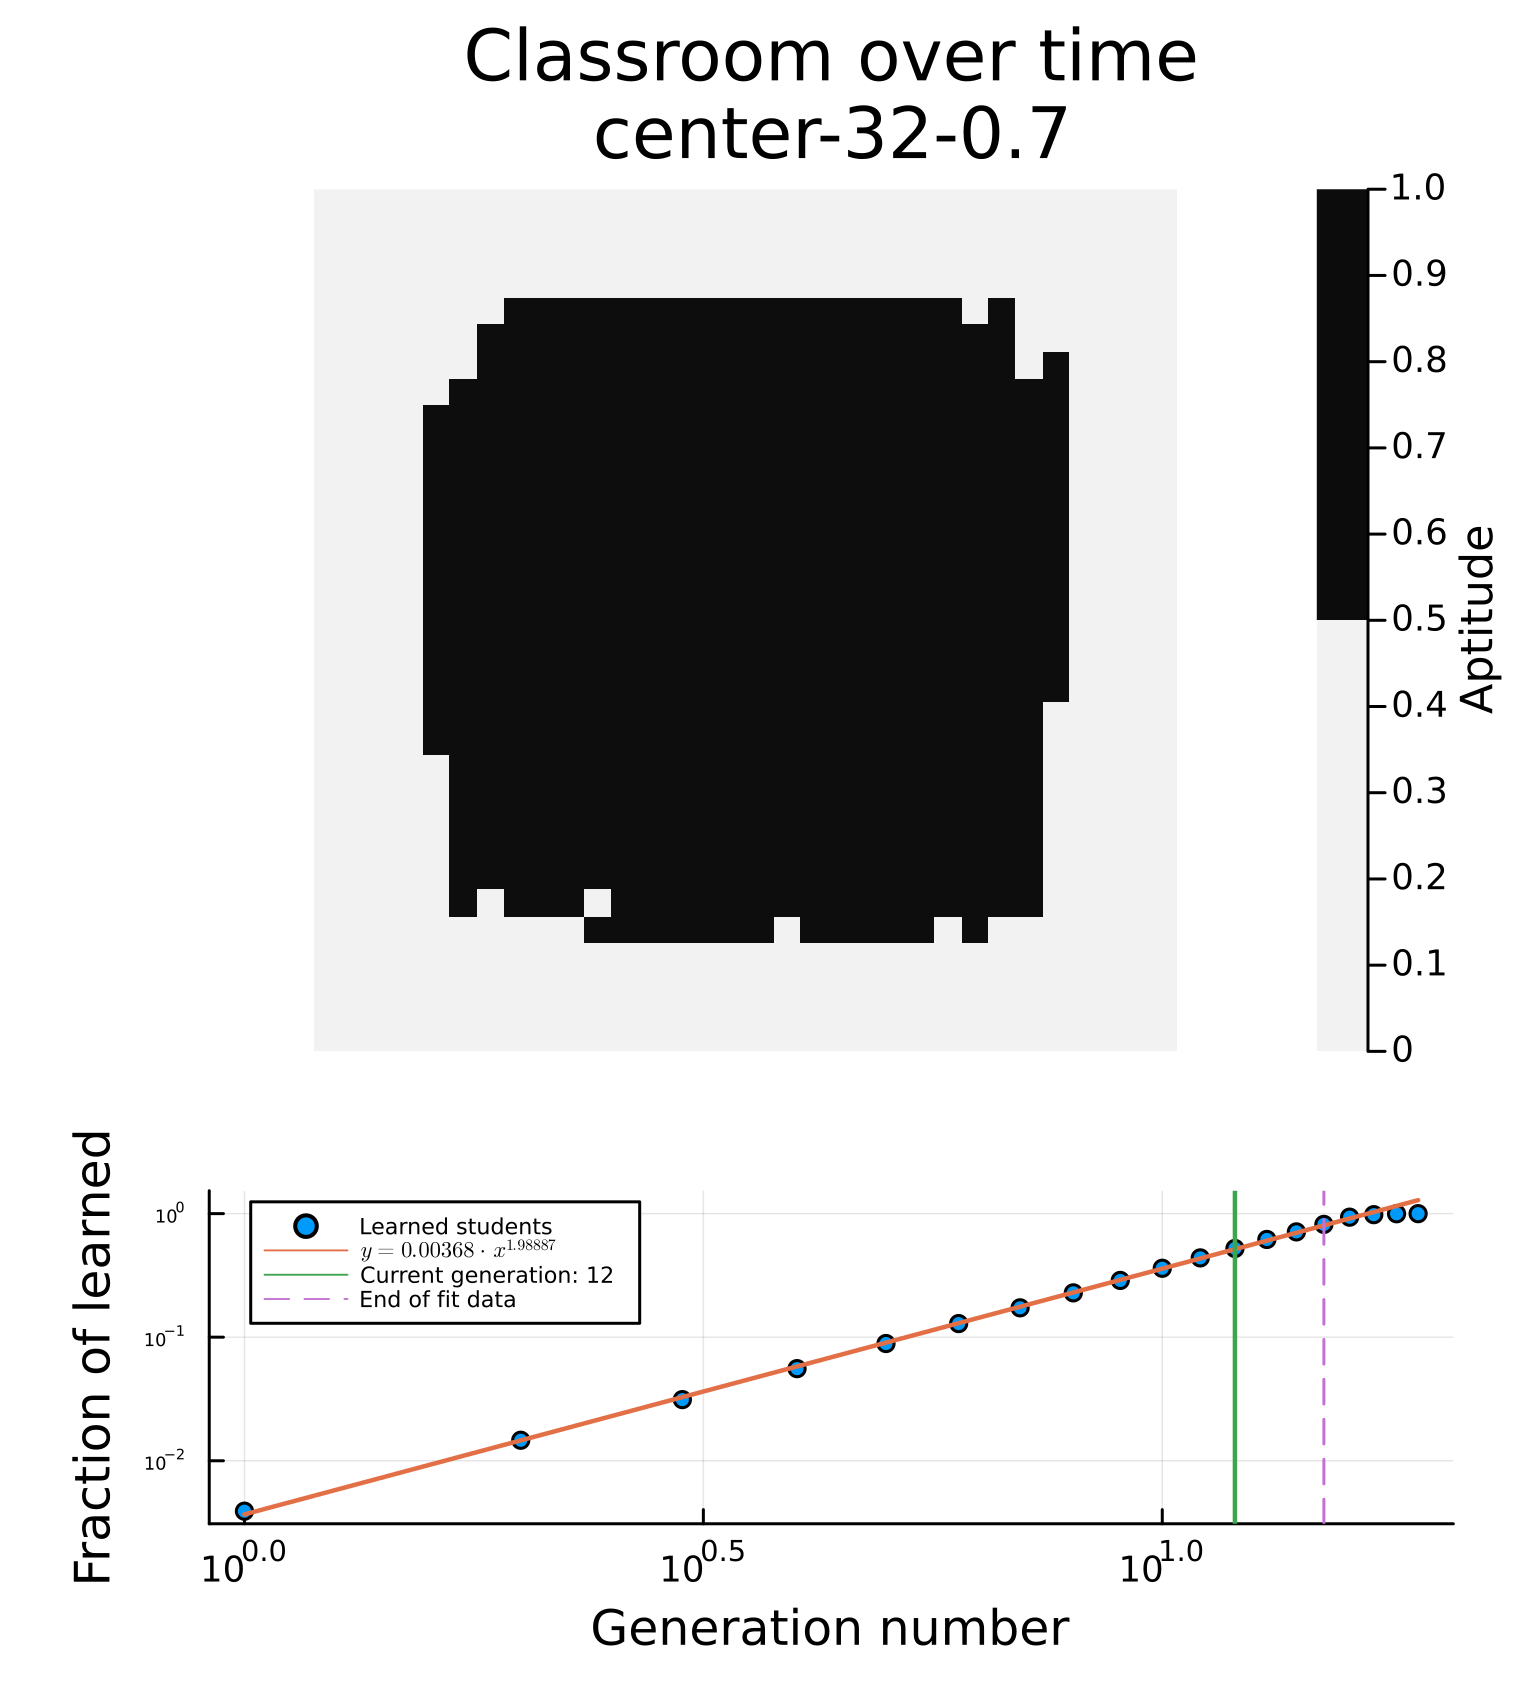 Classroom over time
center-32-0.7
1.0
0.9
0.8
0.7
0.6
0.5
0.4
0.3
0.2
0.1
0
Aptitude
Fraction of learned
10⁰
10⁻¹
10⁻²
Learned students
y = 0.00368 · x^1.98887
Current generation: 12
End of fit data
10^0.0 10^0.5 10^1.0
Generation number